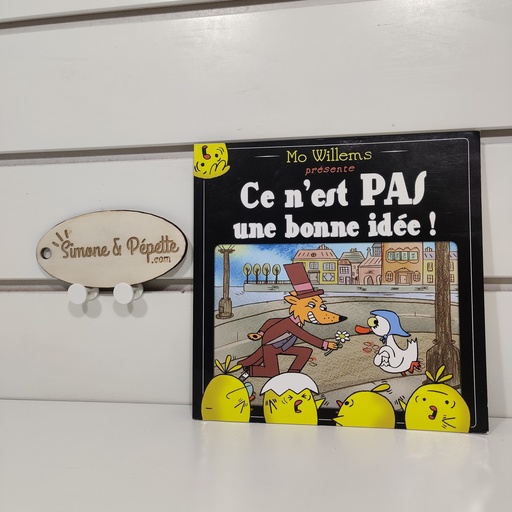 Simone & Pépette
.com
Mo Willems
présente
Ce n'est PAS
une bonne idée !